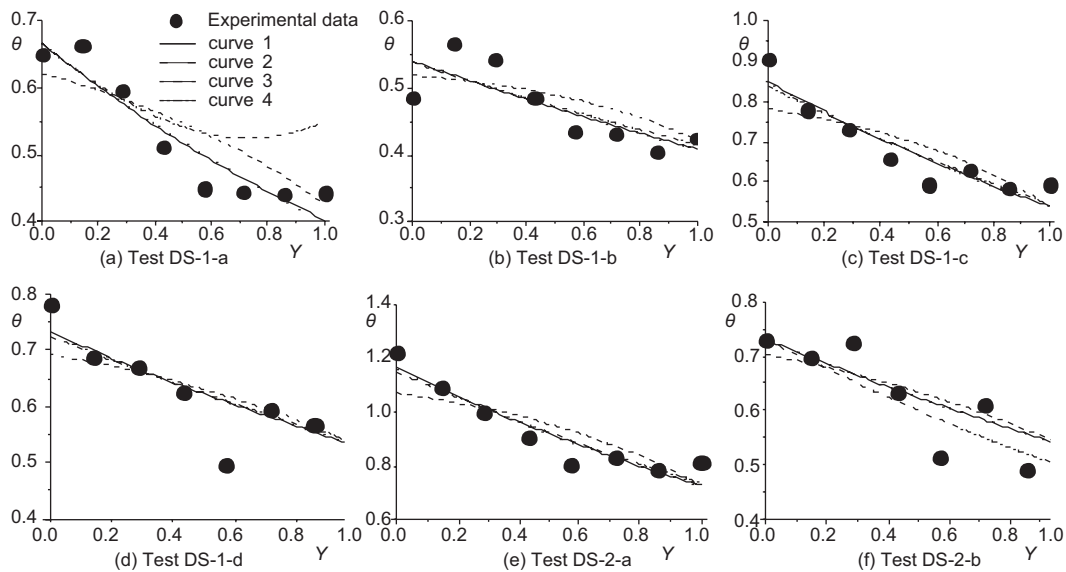 0.7
θ
0.6
0.5
0.4
0.0 0.2 0.4 0.6 0.8 1.0
Y
(a) Test DS-1-a
Experimental data
curve 1
curve 2
curve 3
curve 4
0.6
θ
0.5
0.4
0.3
0.0 0.2 0.4 0.6 0.8 1.0
Y
(b) Test DS-1-b
1.0
θ
0.9
0.8
0.7
0.6
0.5
0.0 0.2 0.4 0.6 0.8 1.0
Y
(c) Test DS-1-c
0.8
θ
0.7
0.6
0.5
0.4
0.0 0.2 0.4 0.6 0.8
Y
(d) Test DS-1-d
1.4
θ
1.2
1.0
0.8
0.6
0.0 0.2 0.4 0.6 0.8 1.0
Y
(e) Test DS-2-a
0.8
θ
0.7
0.6
0.5
0.4
0.0 0.2 0.4 0.6 0.8
Y
(f) Test DS-2-b